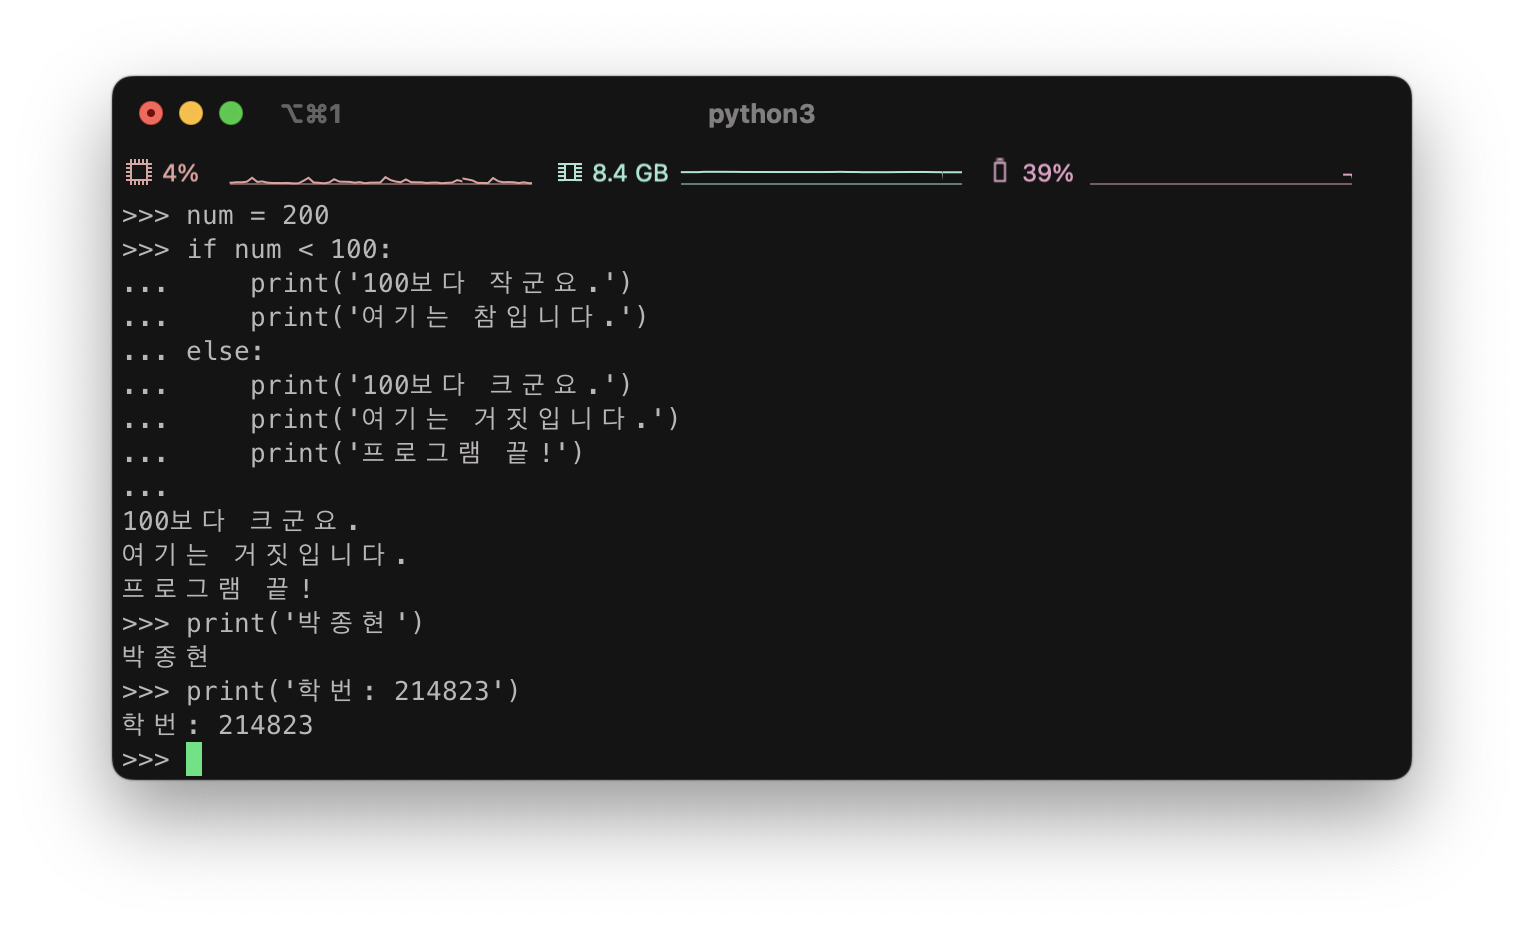 ⌥⌘1 python3
4% 8.4 GB 39%
>>> num = 200
>>> if num < 100:
...     print('100보다 작군요.')
...     print('여기는 참입니다.')
... else:
...     print('100보다 크군요.')
...     print('여기는 거짓입니다.')
...     print('프로그램 끝!')
...
100보다 크군요.
여기는 거짓입니다.
프로그램 끝!
>>> print('박종현')
박종현
>>> print('학번: 214823')
학번: 214823
>>>